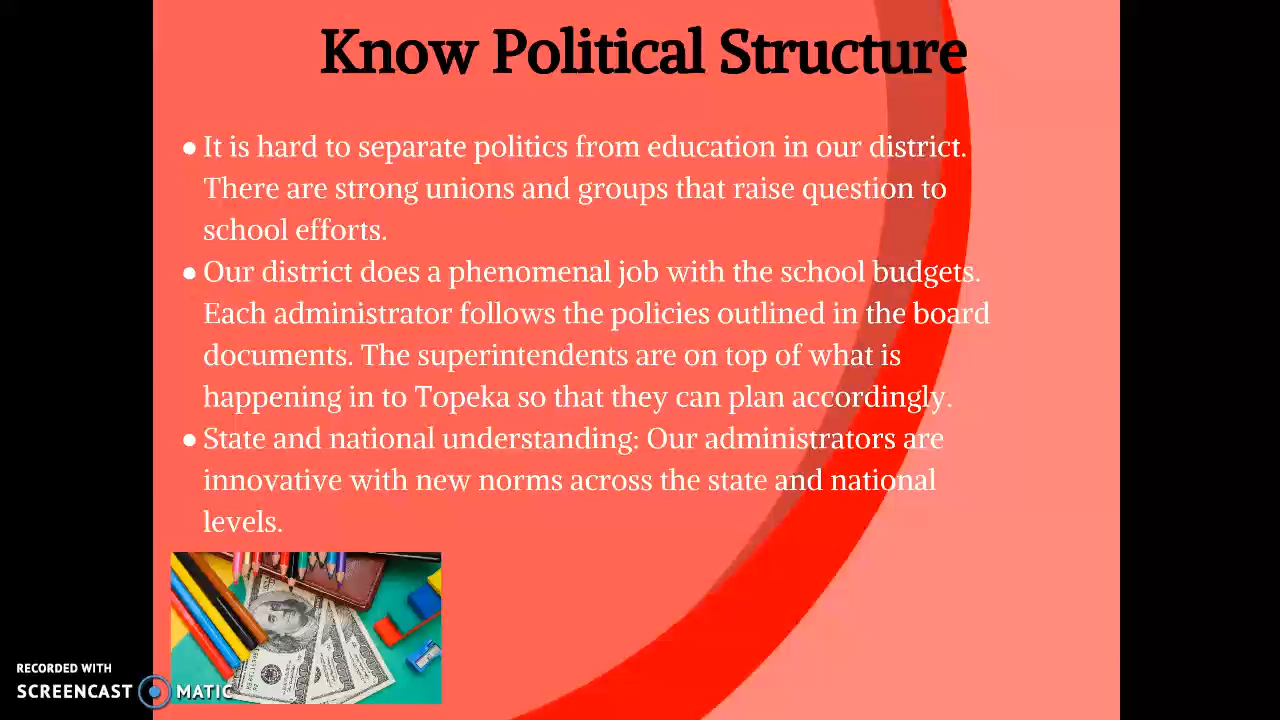 Know Political Structure
● It is hard to separate politics from education in our district.
There are strong unions and groups that raise question to
school efforts.
● Our district does a phenomenal job with the school budgets.
Each administrator follows the policies outlined in the board
documents. The superintendents are on top of what is
happening in to Topeka so that they can plan accordingly.
● State and national understanding: Our administrators are
innovative with new norms across the state and national
levels.
RECORDED WITH
SCREENCAST MATIC